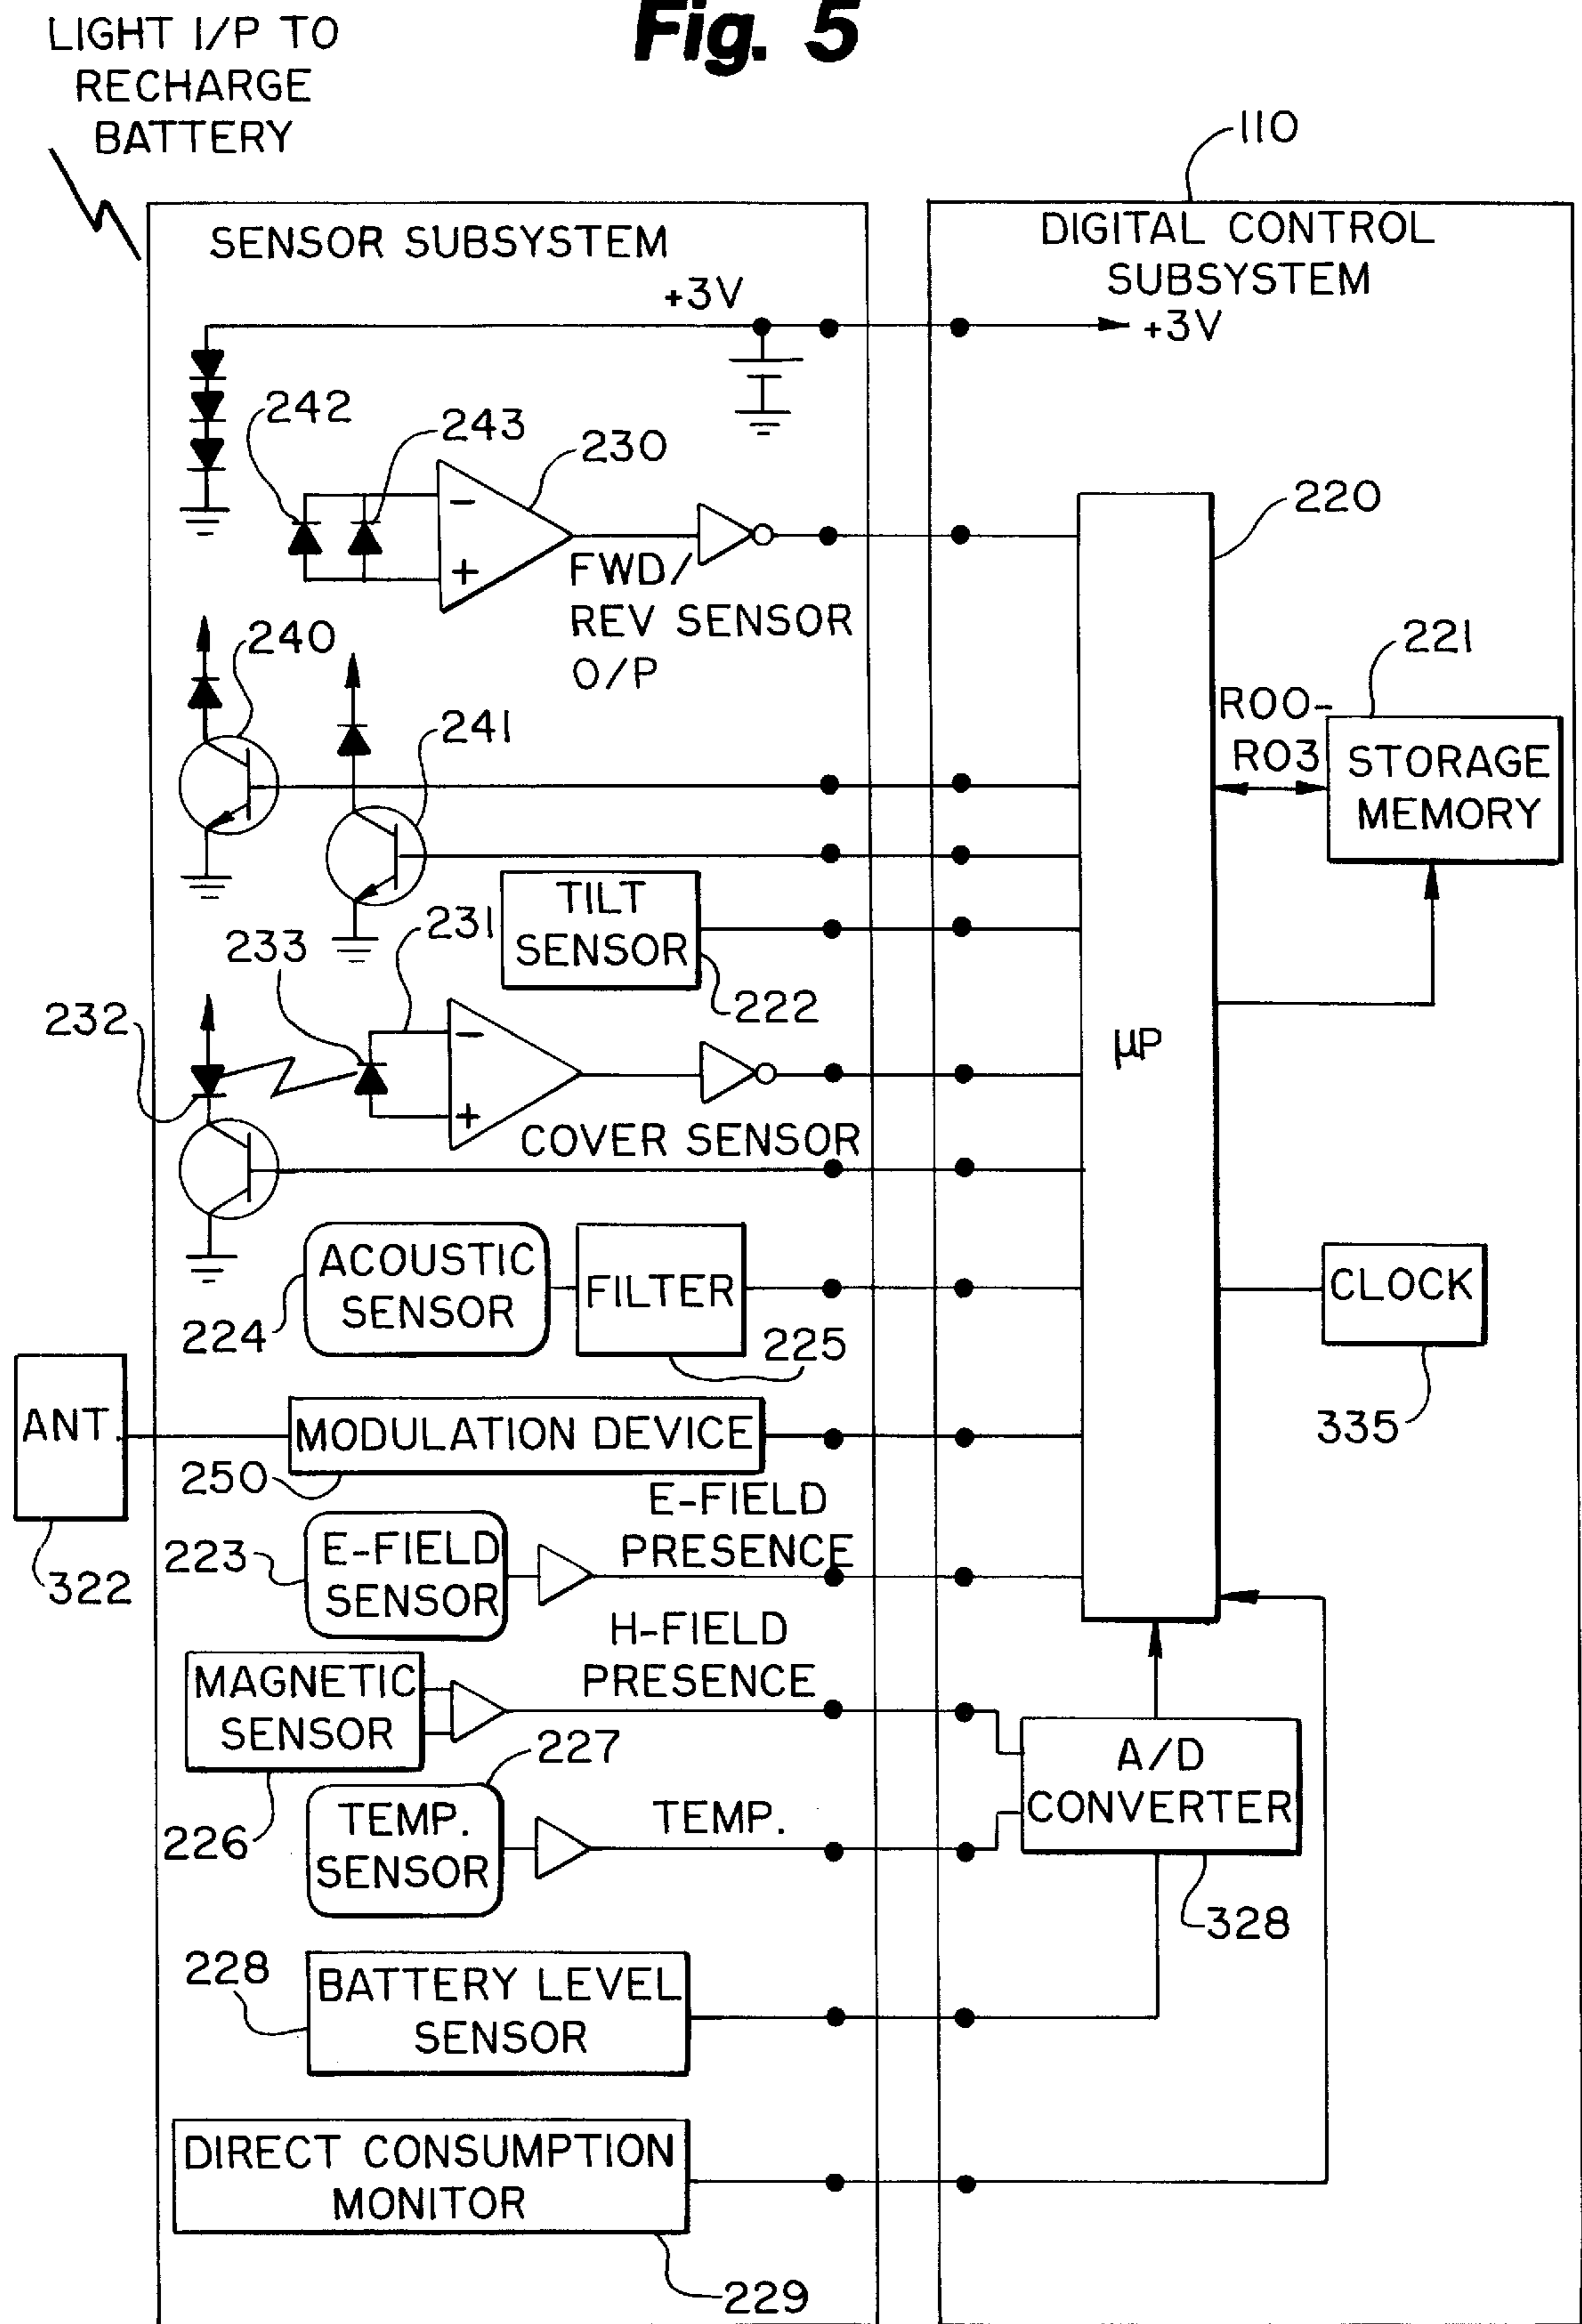 Fig. 5
LIGHT I/P TO
RECHARGE
BATTERY
110
SENSOR SUBSYSTEM
DIGITAL CONTROL
SUBSYSTEM
+3V
+3V
242
243
230
220
−
+
FWD/
REV SENSOR
O/P
240
241
221
ROO-
RO3
STORAGE
MEMORY
TILT
SENSOR
222
231
233
232
−
+
μP
COVER SENSOR
ACOUSTIC
SENSOR
FILTER
224
225
CLOCK
335
ANT.
322
MODULATION DEVICE
250
E-FIELD
PRESENCE
223
E-FIELD
SENSOR
H-FIELD
PRESENCE
MAGNETIC
SENSOR
226
227
TEMP.
SENSOR
TEMP.
A/D
CONVERTER
328
228
BATTERY LEVEL
SENSOR
DIRECT CONSUMPTION
MONITOR
229